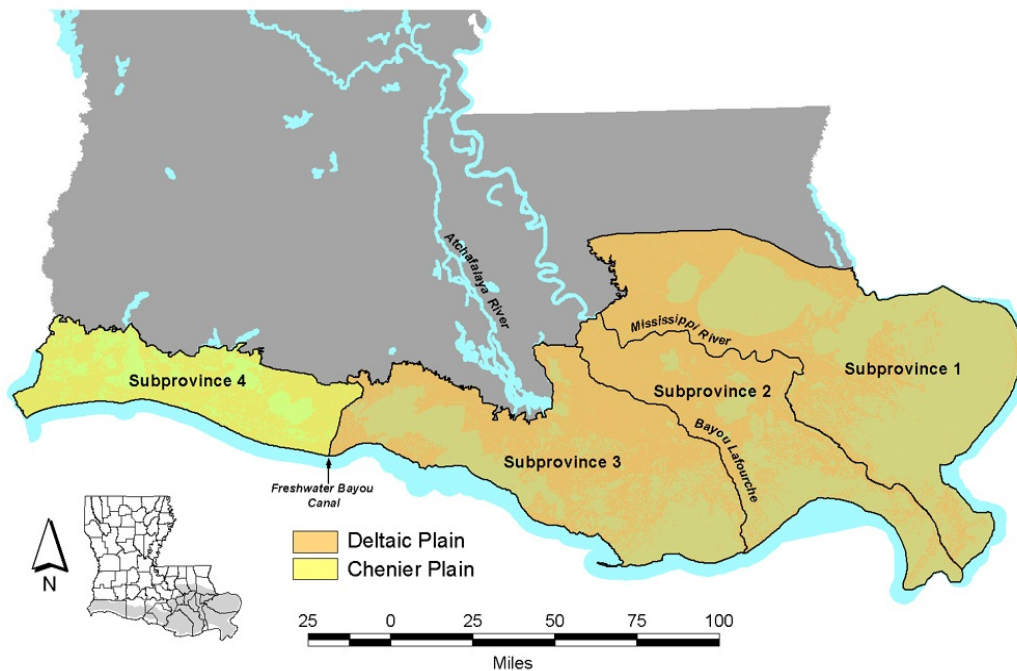 Atchafalaya River
Mississippi River
Subprovince 1
Subprovince 4
Subprovince 2
Bayou Lafourche
Subprovince 3
Freshwater Bayou
Canal
Deltaic Plain
Chenier Plain
N
25 0 25 50 75 100
Miles